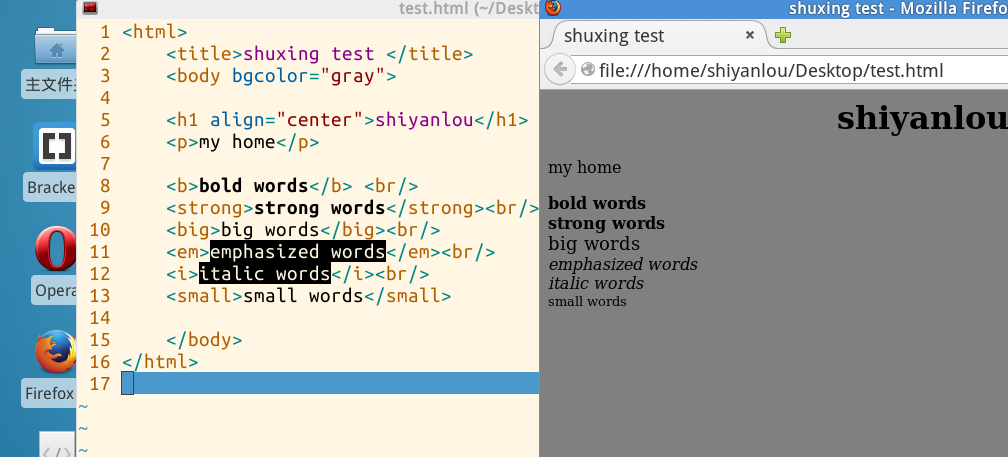 主文件
Bracke
Opera
Firefox
test.html (~/Deskt
1 <html>
2 <title>shuxing test </title>
3 <body bgcolor="gray">
4
5 <h1 align="center">shiyanlou</h1>
6 <p>my home</p>
7
8 <b>bold words</b> <br/>
9 <strong>strong words</strong><br/>
10 <big>big words</big><br/>
11 <em>emphasized words</em><br/>
12 <i>italic words</i><br/>
13 <small>small words</small>
14
15 </body>
16 </html>
17
~
~
~
shuxing test - Mozilla Firefo
shuxing test
file:///home/shiyanlou/Desktop/test.html
shiyanlou
my home
bold words
strong words
big words
emphasized words
italic words
small words